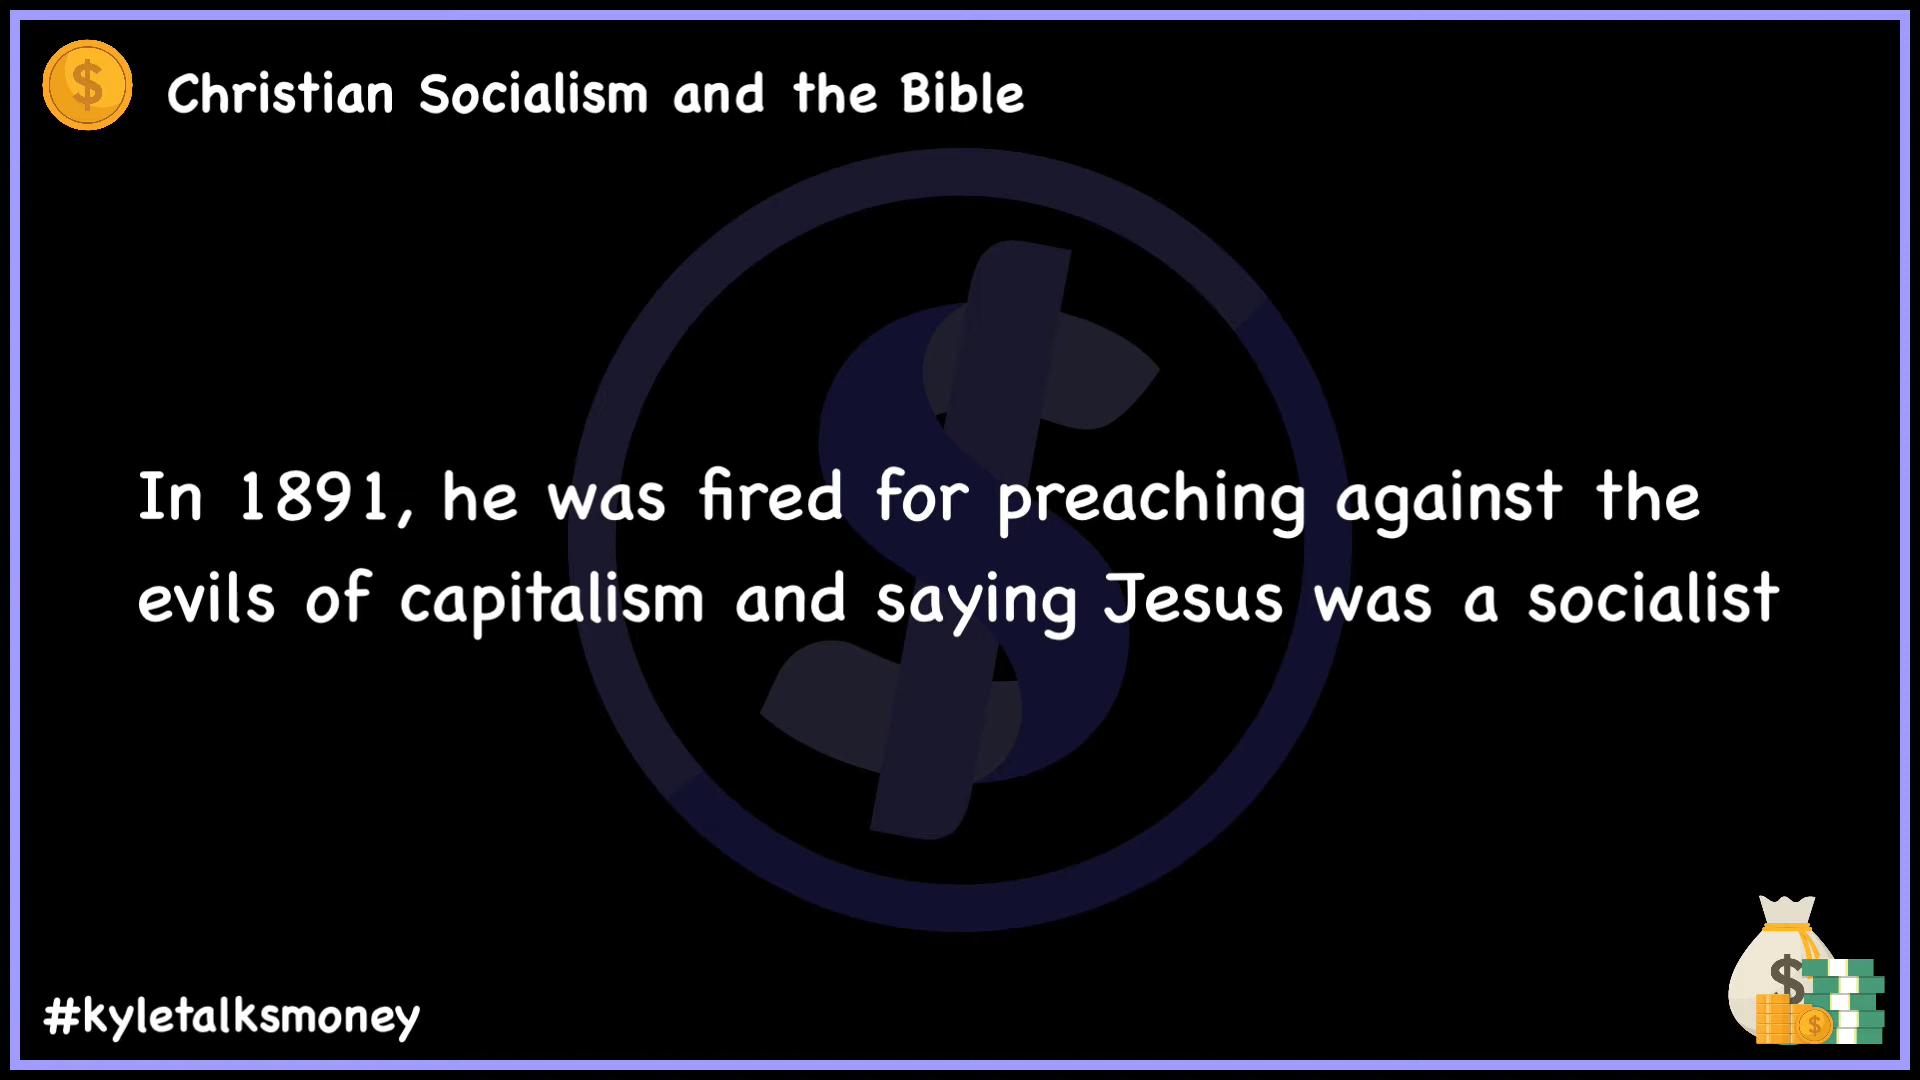 $ Christian Socialism and the Bible
In 1891, he was fired for preaching against the
evils of capitalism and saying Jesus was a socialist
$
$
#kyletalksmoney